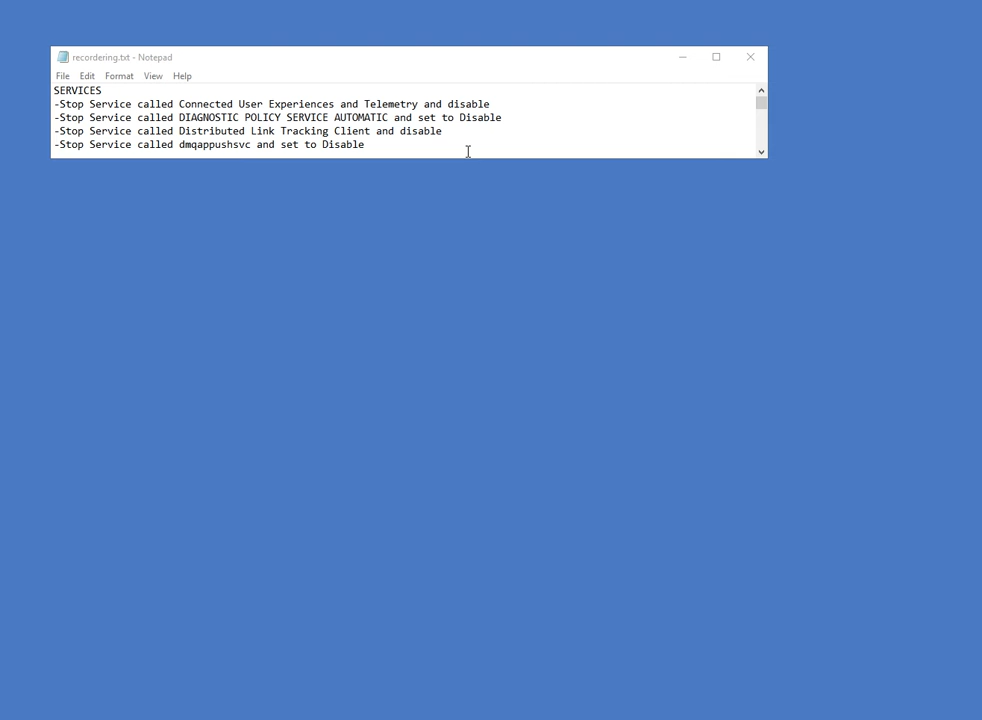 recordering.txt - Notepad
File Edit Format View Help
SERVICES
-Stop Service called Connected User Experiences and Telemetry and disable
-Stop Service called DIAGNOSTIC POLICY SERVICE AUTOMATIC and set to Disable
-Stop Service called Distributed Link Tracking Client and disable
-Stop Service called dmqappushsvc and set to Disable